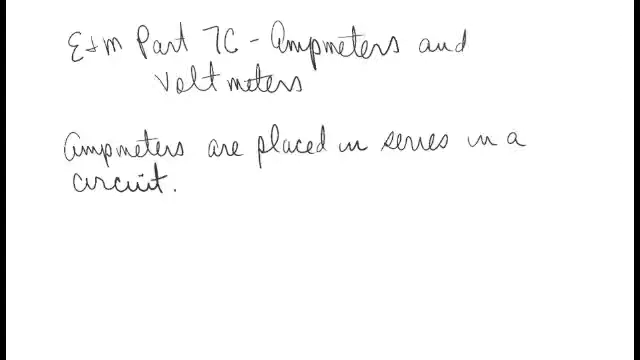 E+M Part 7C - Ampmeters and
Voltmeters
Ampmeters are placed in series in a
circuit.